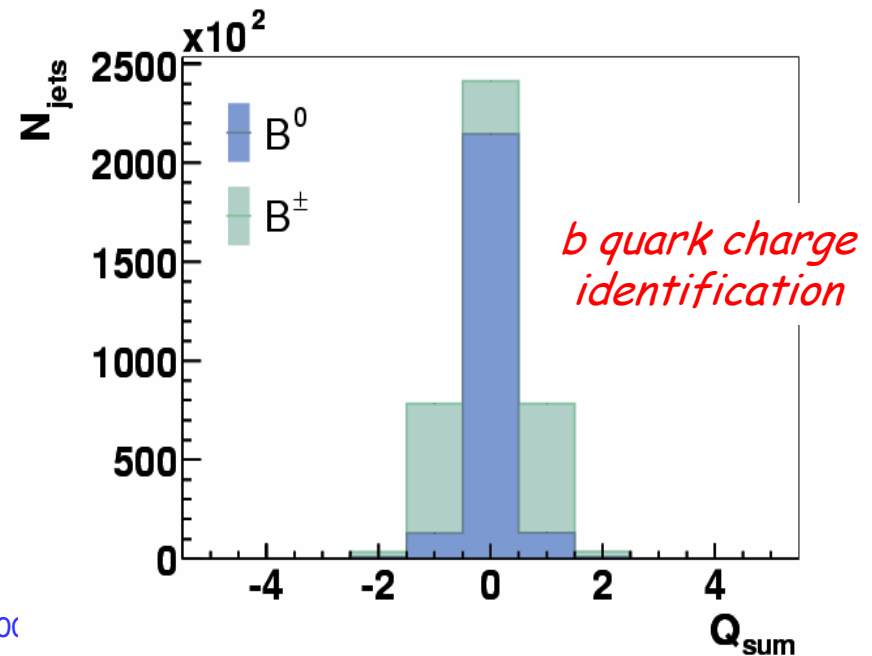 x10²
N_jets
2500
2000
1500
1000
500
0
B⁰
B±
b quark charge
identification
-4 -2 0 2 4
Q_sum